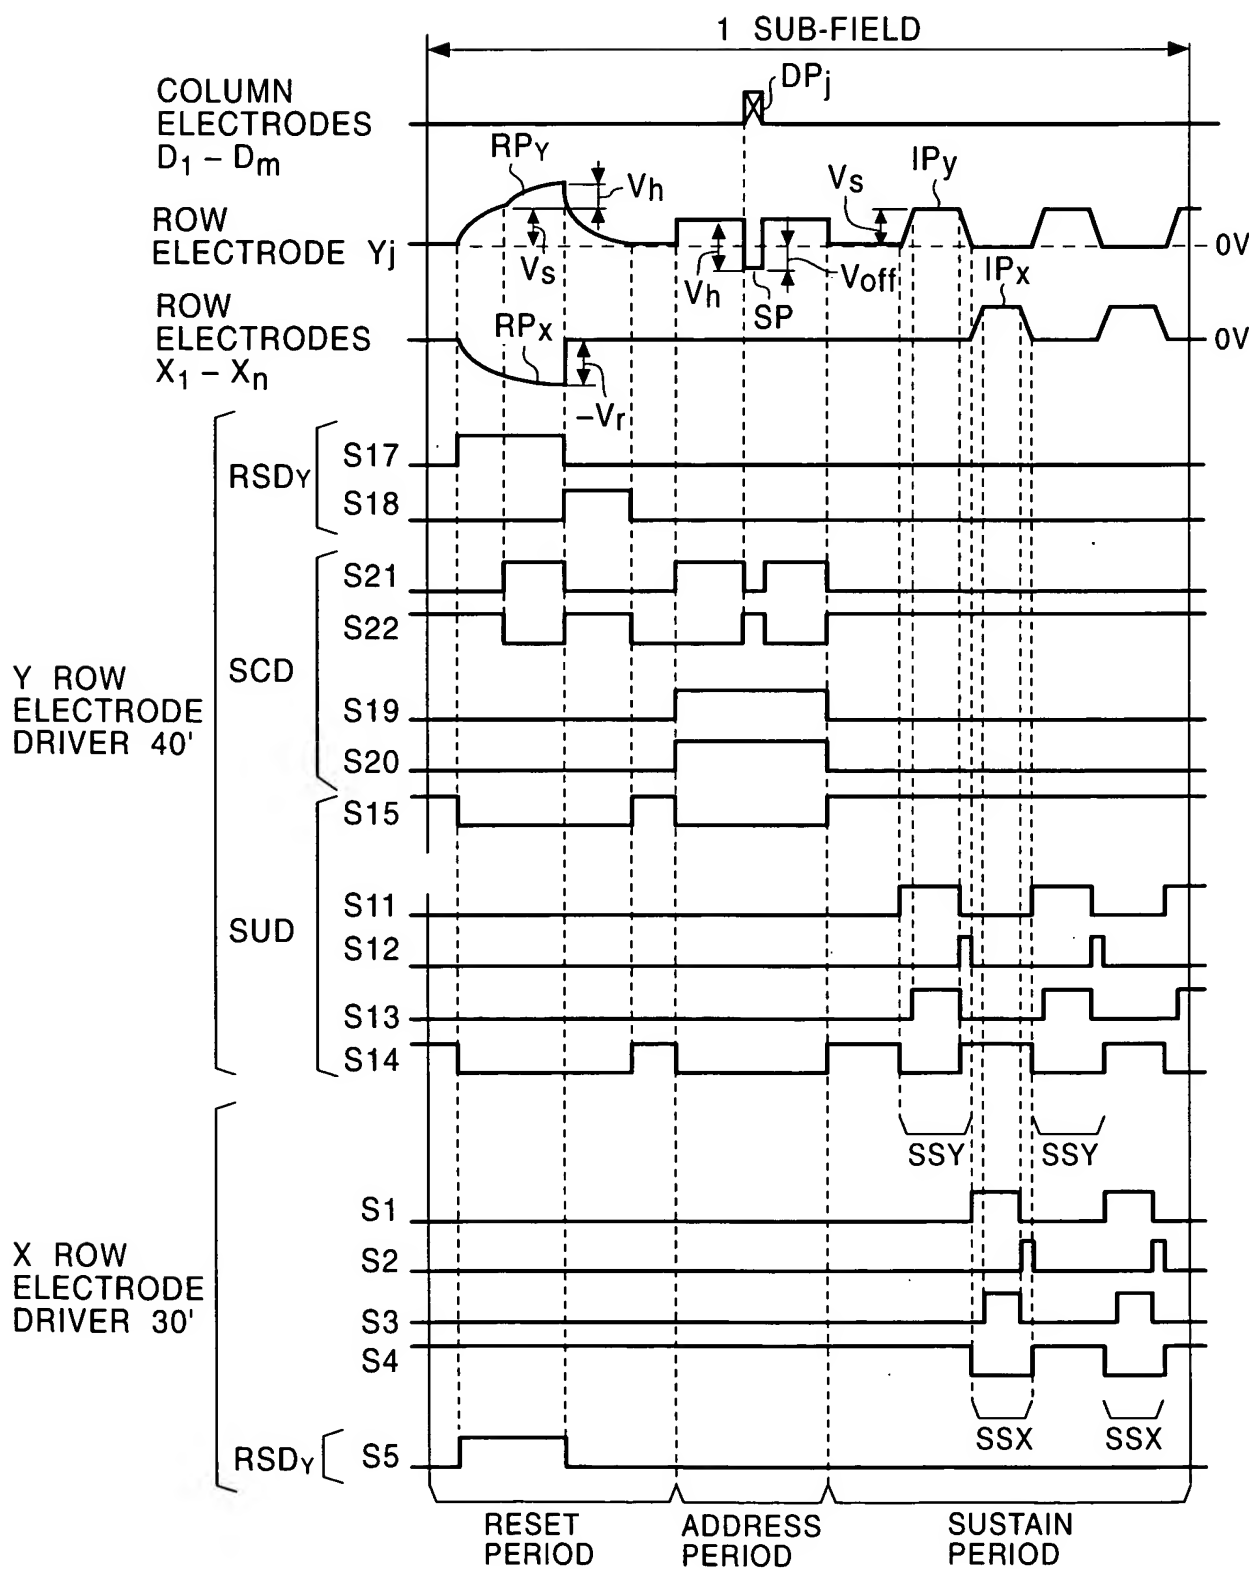 1 SUB-FIELD
COLUMN
ELECTRODES
D1 – Dm
DPj
RPY
Vh
Vs
ROW
ELECTRODE Yj
Vs
IPy
0V
Vh
SP
Voff
IPx
ROW
ELECTRODES
X1 – Xn
RPX
0V
–Vr
Y ROW
ELECTRODE
DRIVER 40'
RSDY
S17
S18
SCD
S21
S22
S19
S20
SUD
S15
S11
S12
S13
S14
SSY
SSY
X ROW
ELECTRODE
DRIVER 30'
S1
S2
S3
S4
SSX
SSX
RSDY
S5
RESET
PERIOD
ADDRESS
PERIOD
SUSTAIN
PERIOD